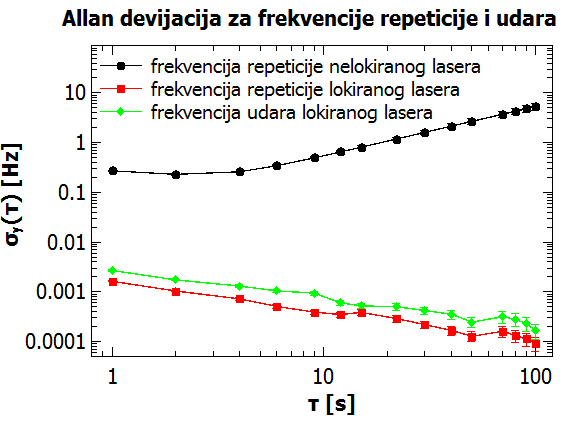 Allan devijacija za frekvencije repeticije i udara
frekvencija repeticije nelokiranog lasera
frekvencija repeticije lokiranog lasera
frekvencija udara lokiranog lasera
σy(τ) [Hz]
10
1
0.1
0.01
0.001
0.0001
1
10
100
τ [s]